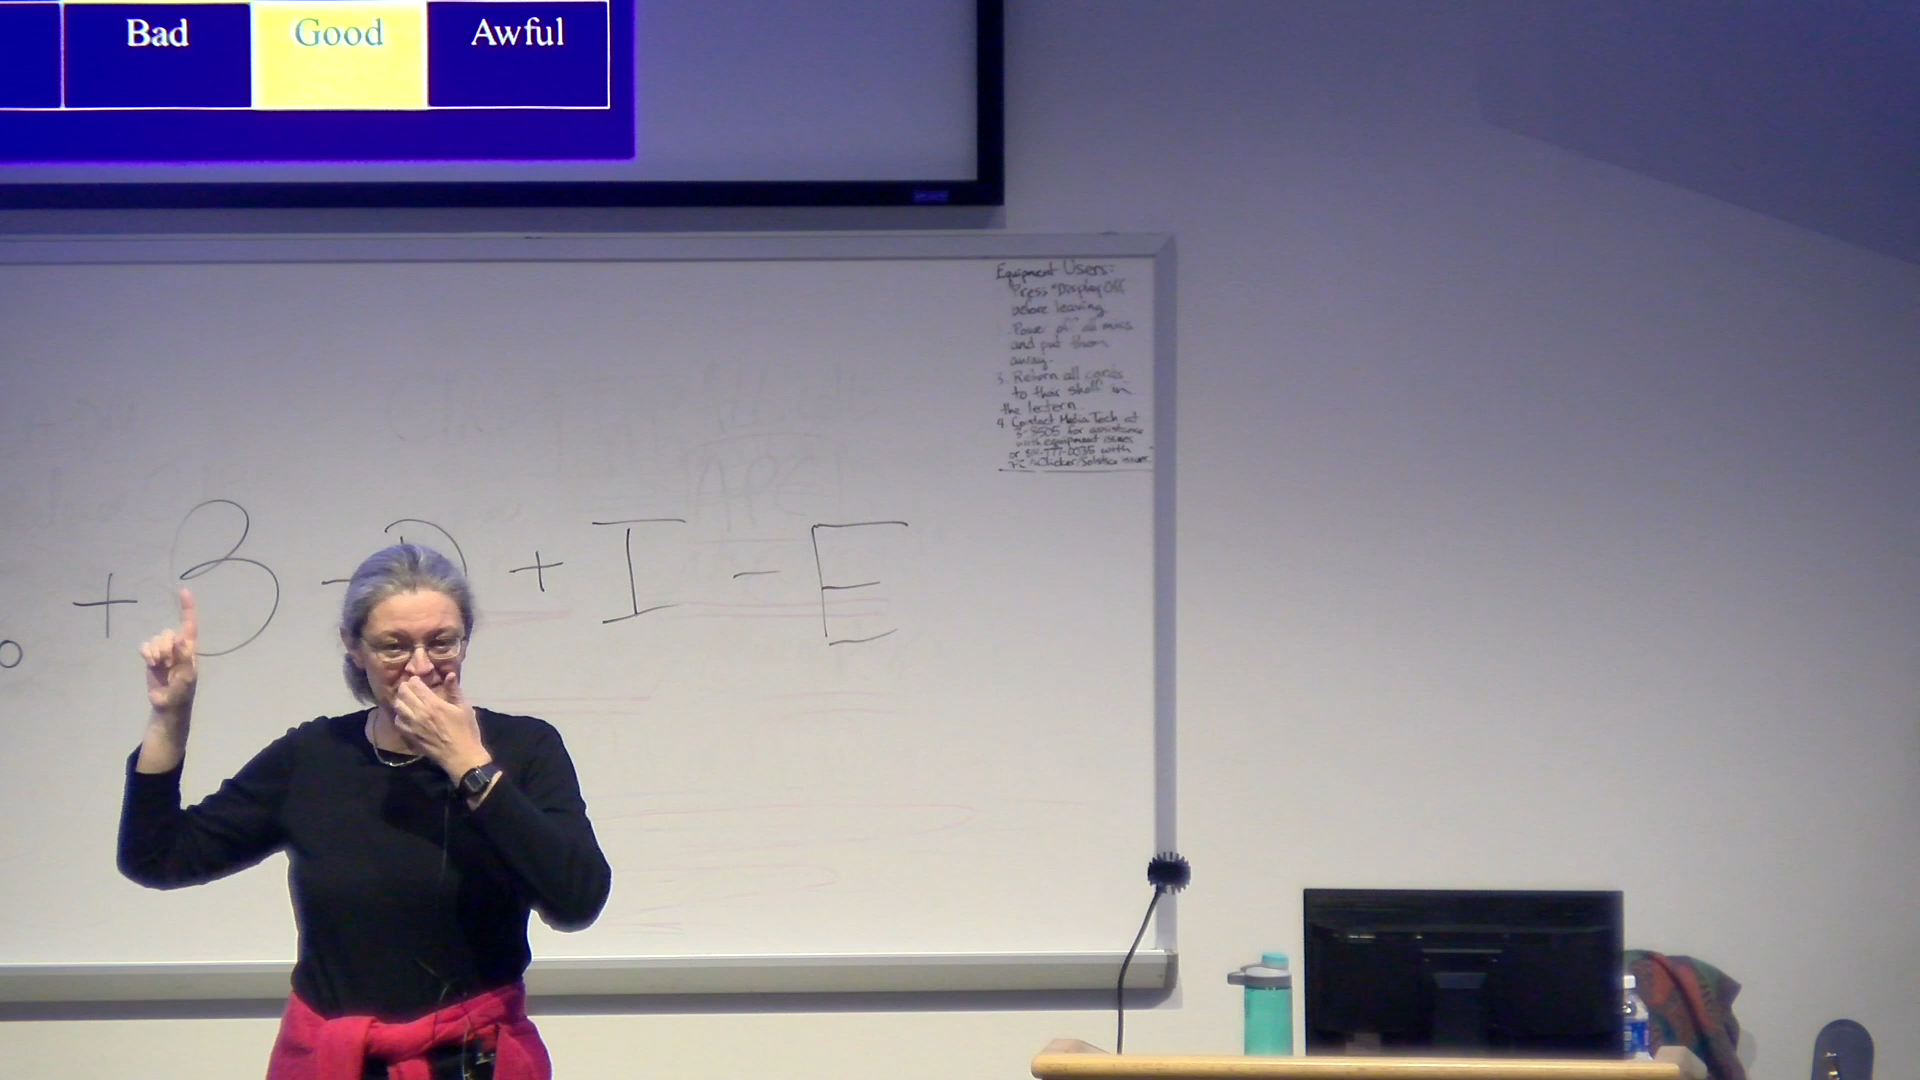 Bad Good Awful
Equipment Users:
Press "Display Off"
before leaving.
Power off all mics
and put them
away.
3. Return all cords
to their shelf in
the lectern
4. Contact Media Tech at
for assistance
with equipment issues
or with
+ B + I = E